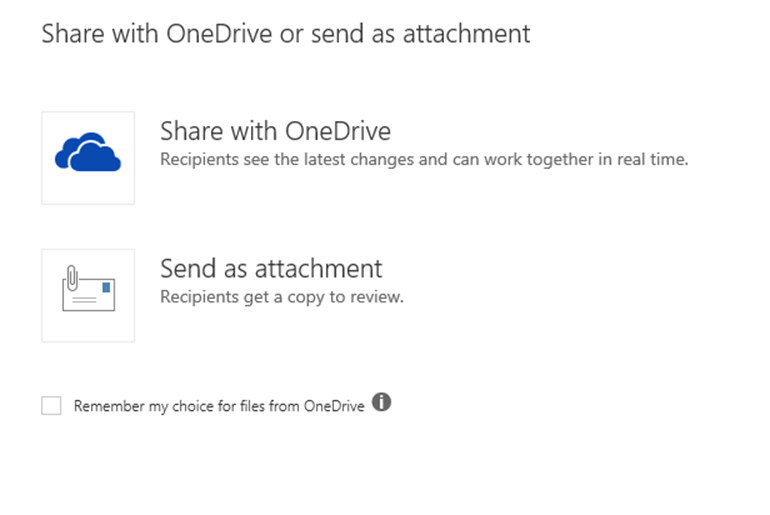 Share with OneDrive or send as attachment
Share with OneDrive
Recipients see the latest changes and can work together in real time.
Send as attachment
Recipients get a copy to review.
Remember my choice for files from OneDrive